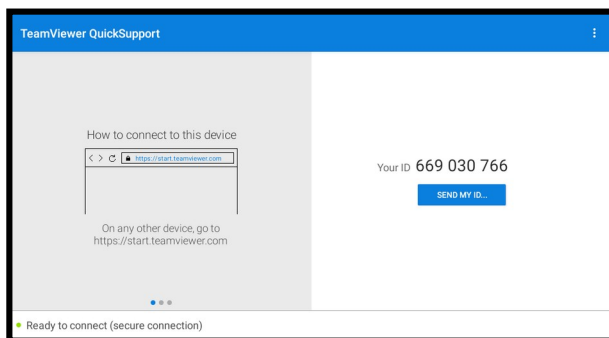 TeamViewer QuickSupport
How to connect to this device
https://start.teamviewer.com
On any other device, go to
https://start.teamviewer.com
Your ID 669 030 766
SEND MY ID...
Ready to connect (secure connection)